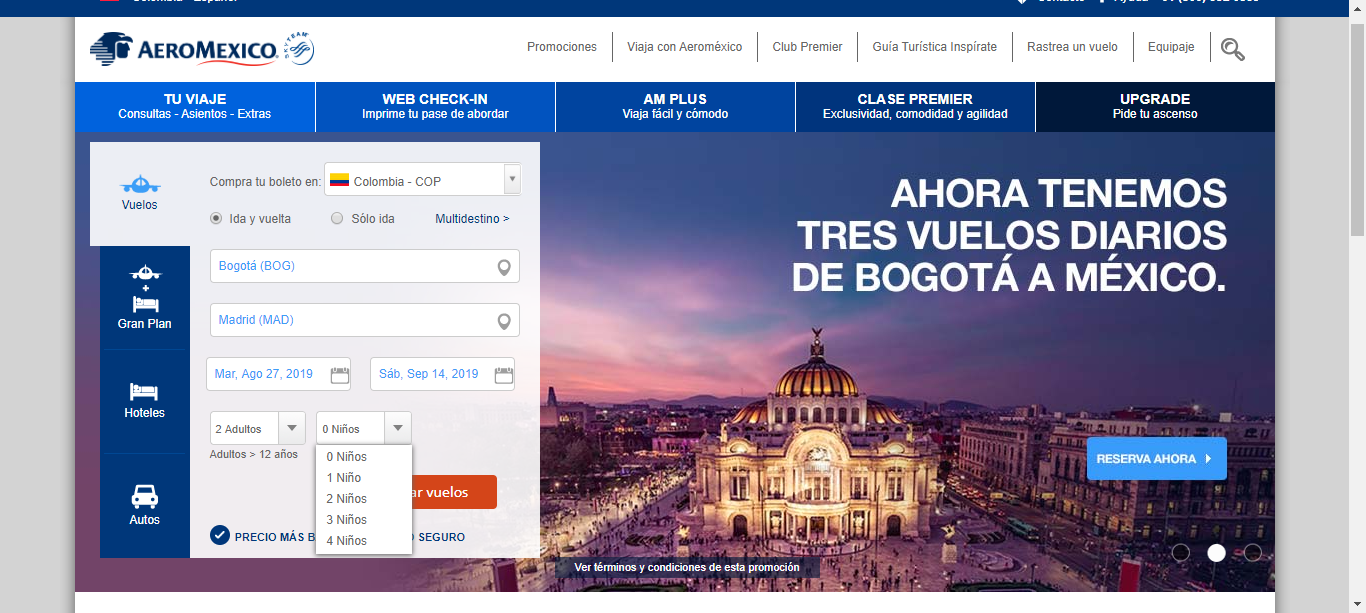 AEROMEXICO. SKYTEAM
Promociones
Viaja con Aeroméxico
Club Premier
Guía Turística Inspírate
Rastrea un vuelo
Equipaje
TU VIAJE
Consultas - Asientos - Extras
WEB CHECK-IN
Imprime tu pase de abordar
AM PLUS
Viaja fácil y cómodo
CLASE PREMIER
Exclusividad, comodidad y agilidad
UPGRADE
Pide tu ascenso
Vuelos
+
Gran Plan
Hoteles
Autos
Compra tu boleto en: Colombia - COP
Ida y vuelta Sólo ida Multidestino >
Bogotá (BOG)
Madrid (MAD)
Mar, Ago 27, 2019 Sáb, Sep 14, 2019
2 Adultos 0 Niños
Adultos > 12 años
0 Niños
1 Niño
2 Niños
3 Niños
4 Niños
ar vuelos
PRECIO MÁS B SEGURO
AHORA TENEMOS
TRES VUELOS DIARIOS
DE BOGOTÁ A MÉXICO.
RESERVA AHORA
Ver términos y condiciones de esta promoción